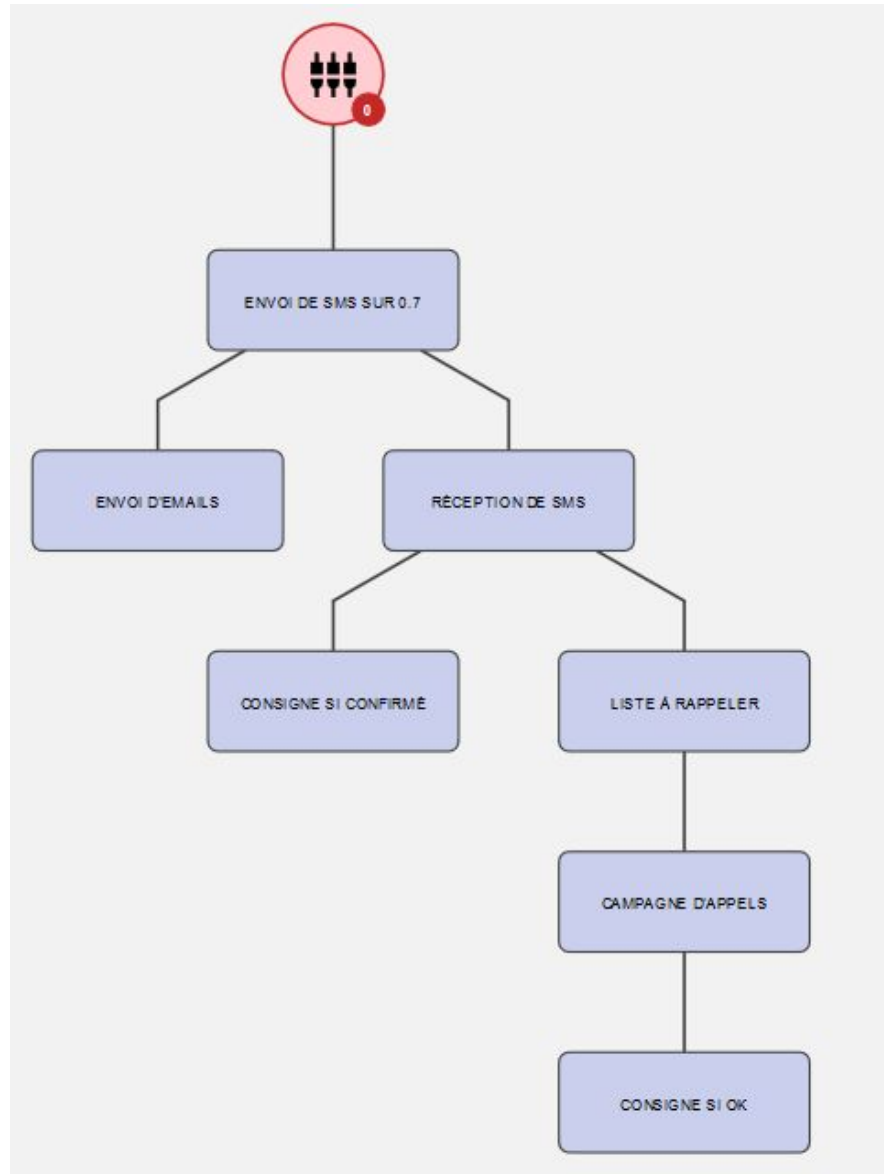 0
ENVOI DE SMS SUR 0.7
ENVOI D'EMAILS
RÉCEPTION DE SMS
CONSIGNE SI CONFIRMÉ
LISTE À RAPPELER
CAMPAGNE D'APPELS
CONSIGNE SI OK